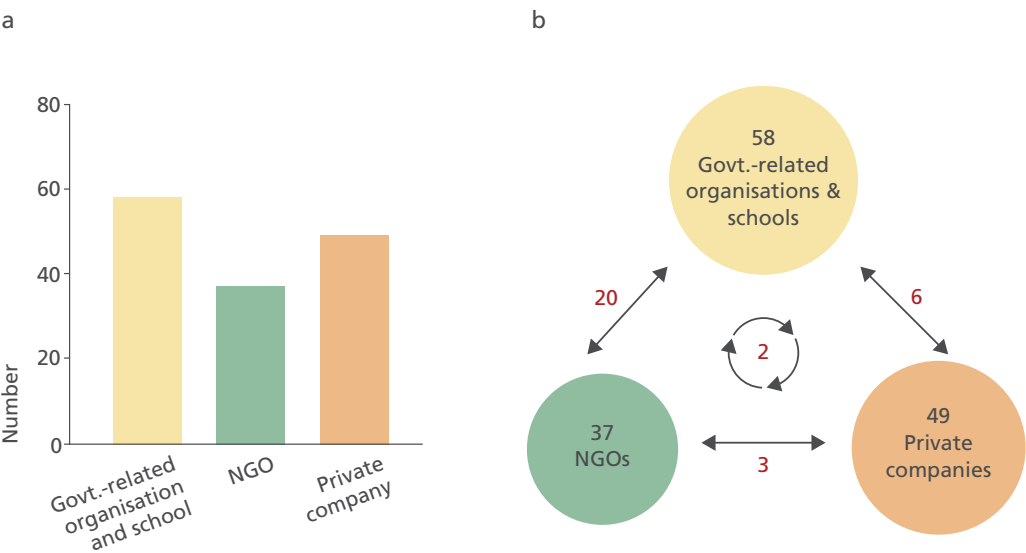 a
80
60
40
20
0
Number
Govt.-related
organisation
and school
NGO
Private
company
b
58
Govt.-related
organisations &
schools
20
6
2
37
NGOs
3
49
Private
companies